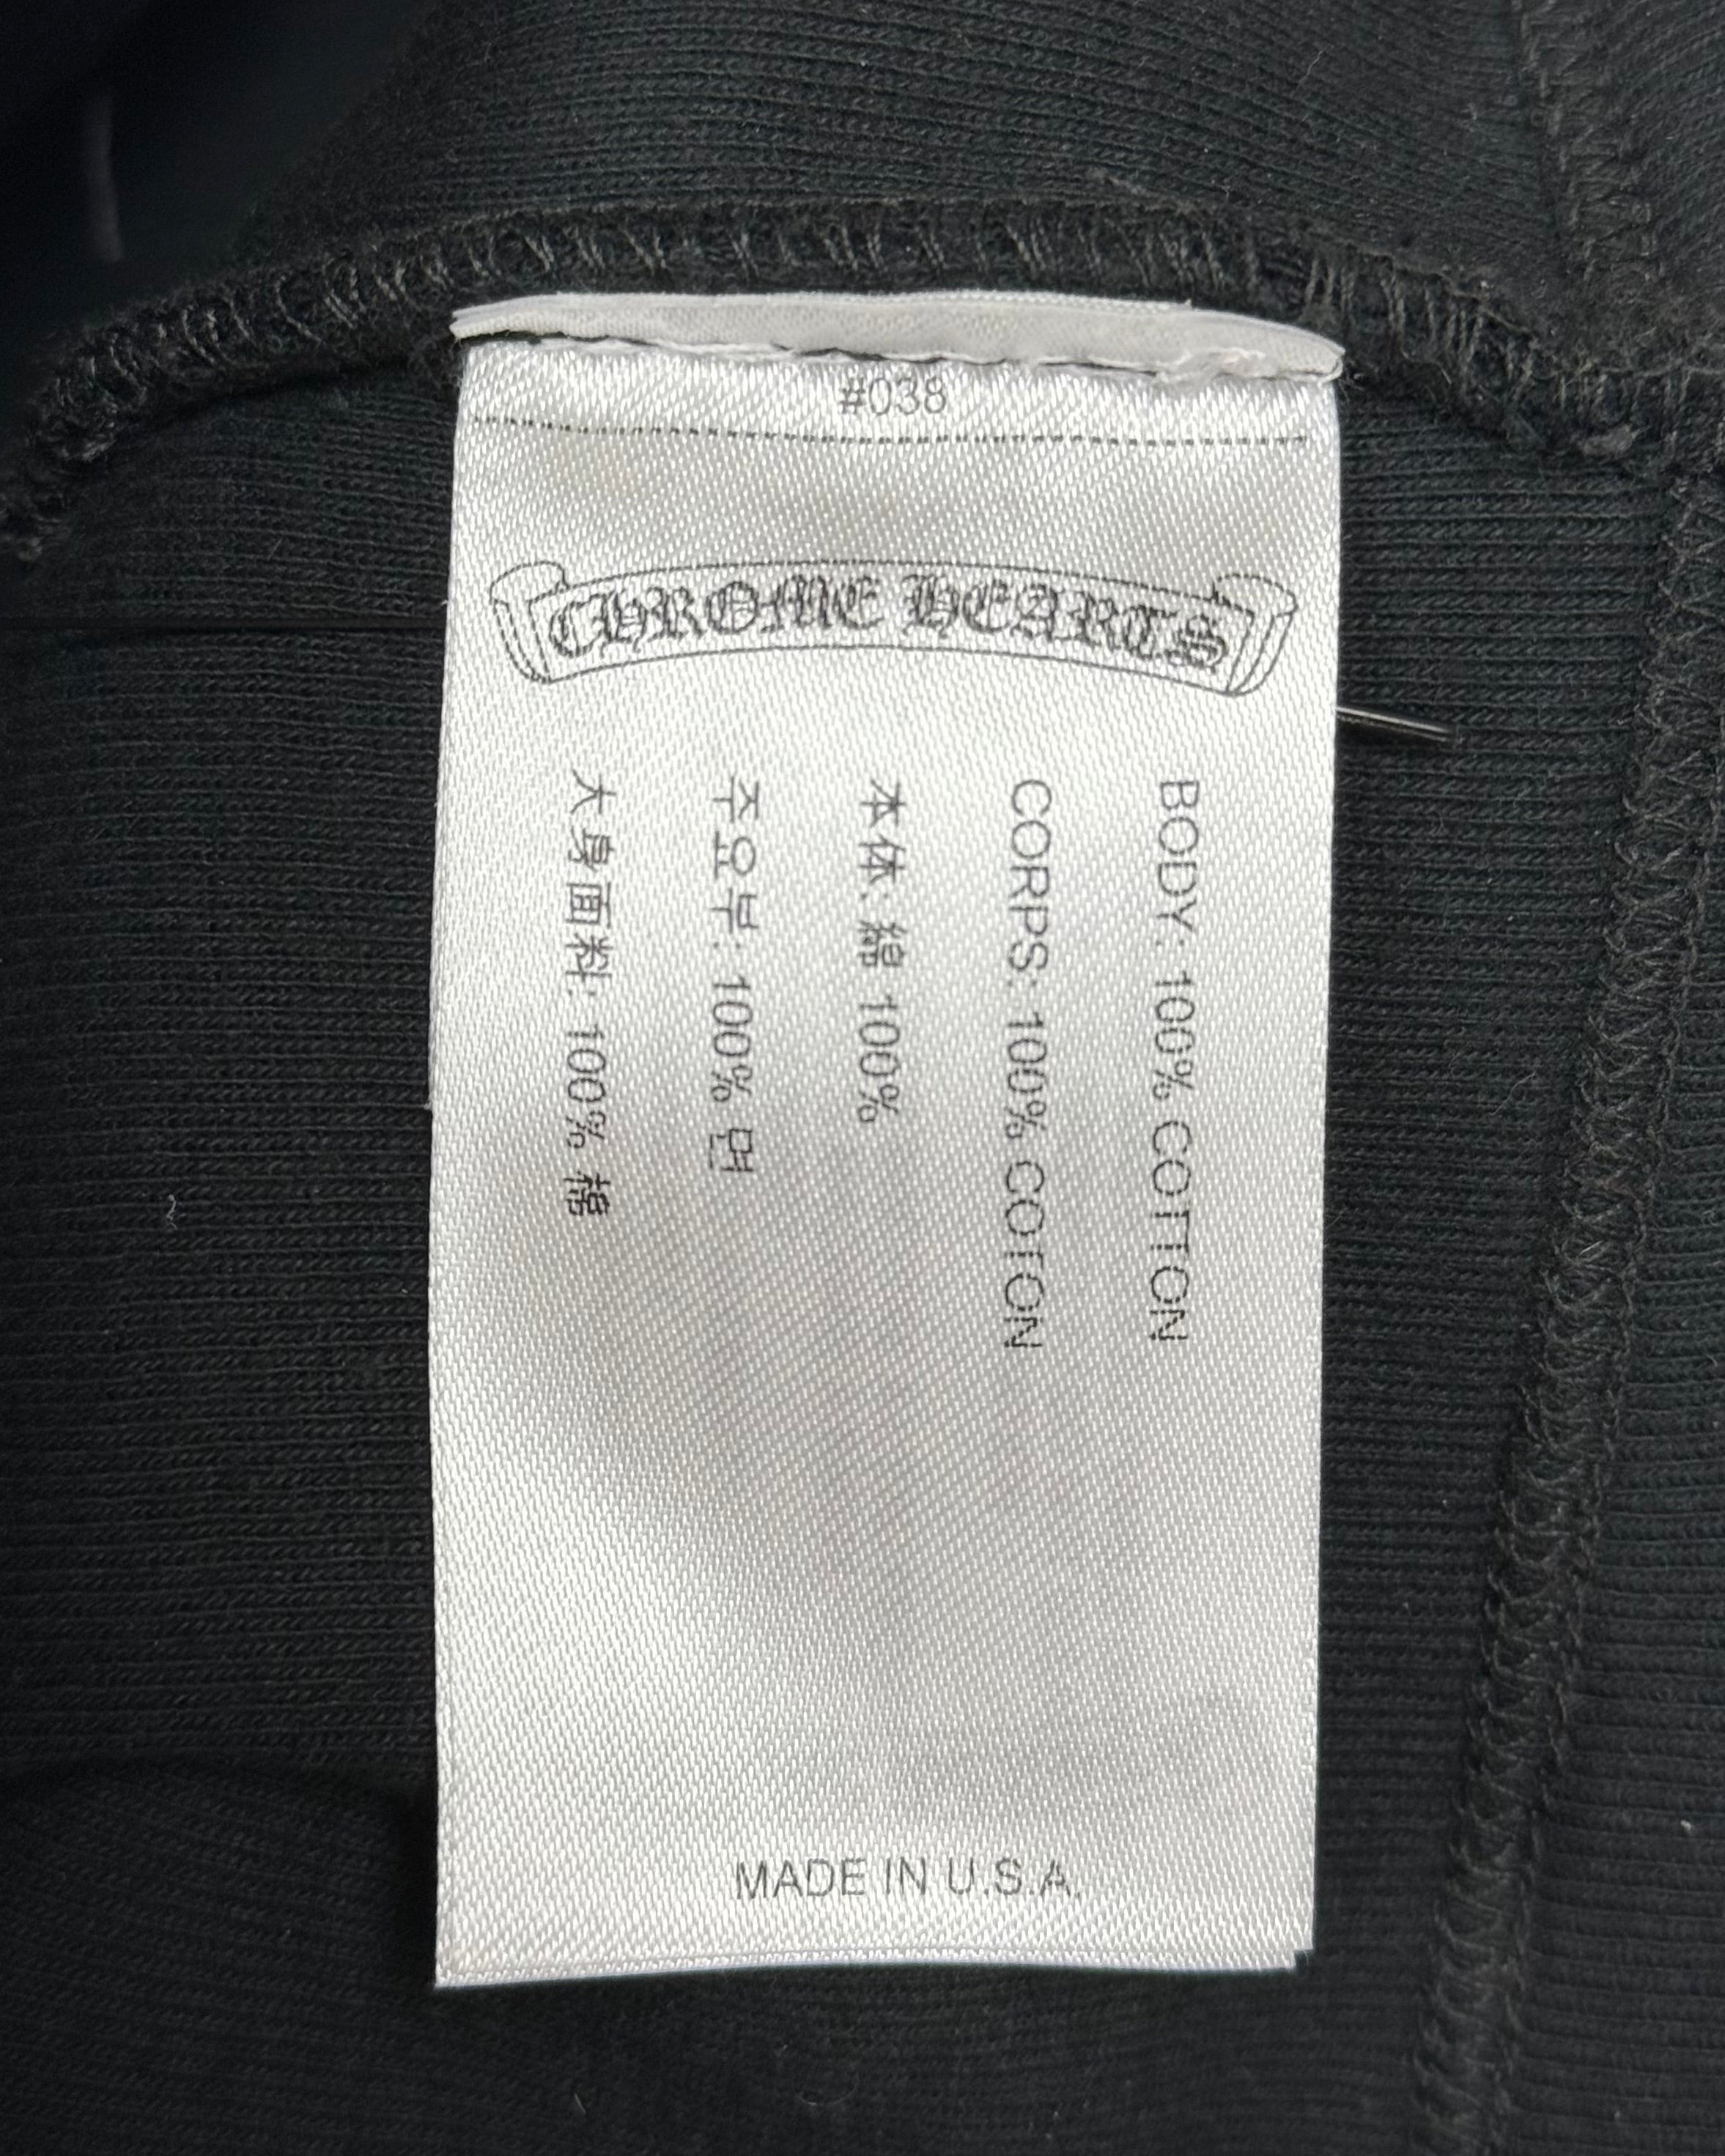 #038
CHROME HEARTS
BODY: 100% COTTON
CORPS: 100% COTON
本体: 綿 100%
주요부: 100% 면
大身面料: 100% 棉
MADE IN U.S.A.